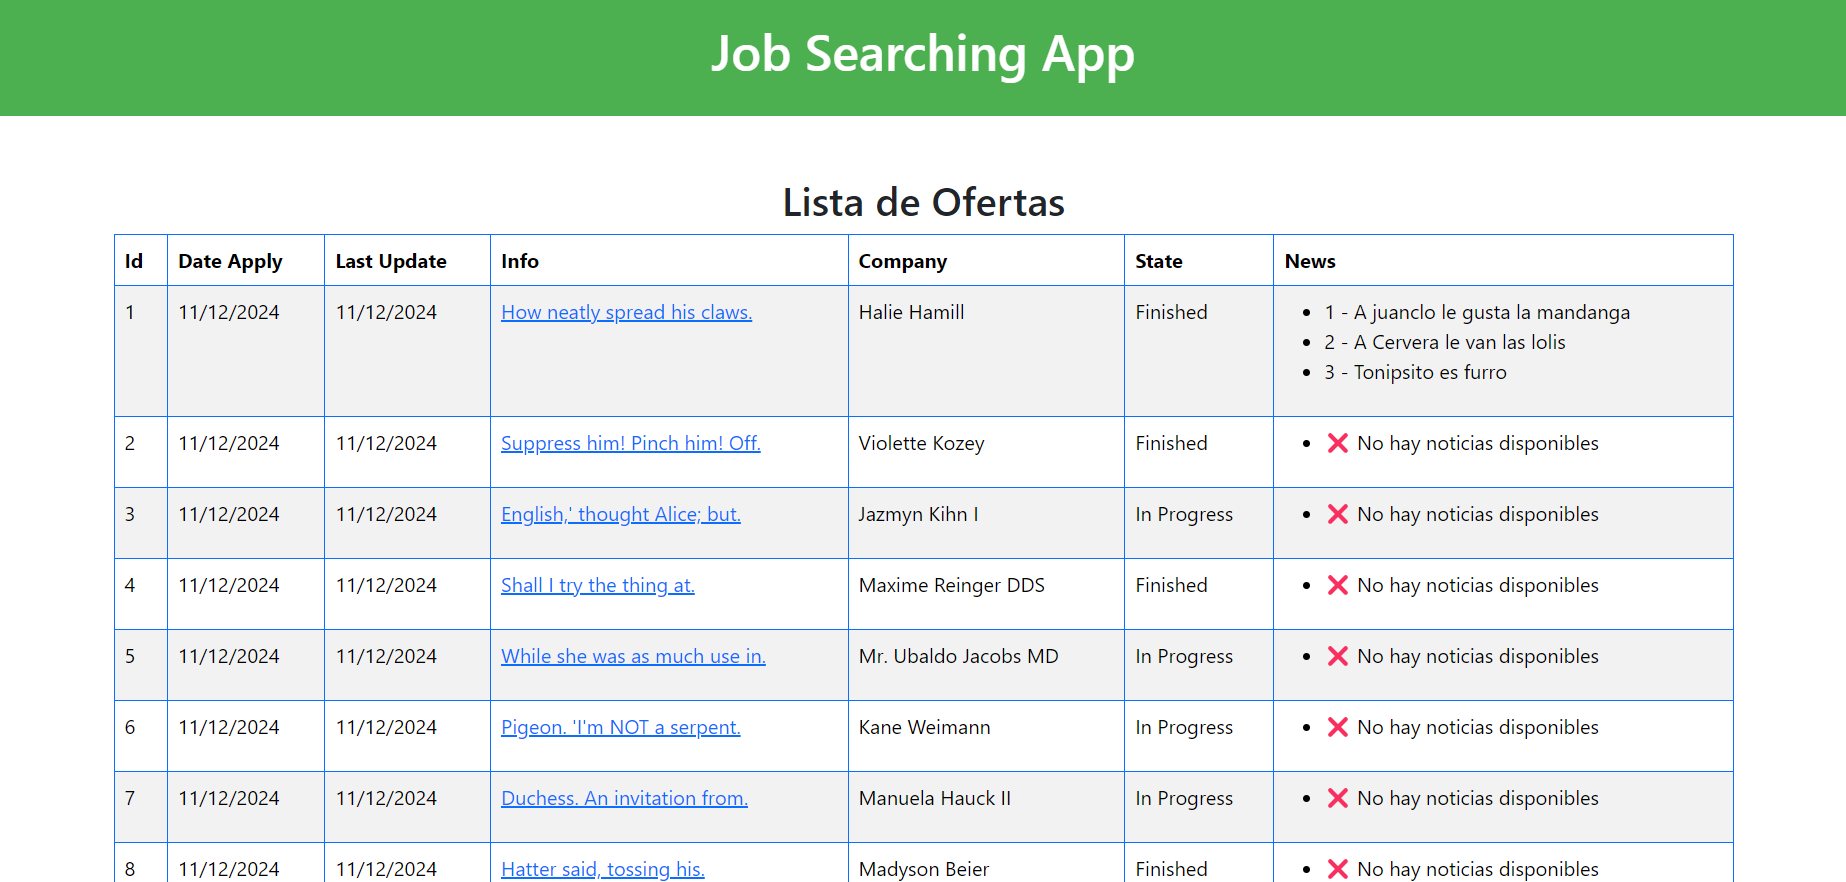 Job Searching App
Lista de Ofertas
Id Date Apply Last Update Info Company State News
1 11/12/2024 11/12/2024 How neatly spread his claws. Halie Hamill Finished 1 - A juanclo le gusta la mandanga
2 - A Cervera le van las lolis
3 - Tonipsito es furro
2 11/12/2024 11/12/2024 Suppress him! Pinch him! Off. Violette Kozey Finished ❌ No hay noticias disponibles
3 11/12/2024 11/12/2024 English,' thought Alice; but. Jazmyn Kihn I In Progress ❌ No hay noticias disponibles
4 11/12/2024 11/12/2024 Shall I try the thing at. Maxime Reinger DDS Finished ❌ No hay noticias disponibles
5 11/12/2024 11/12/2024 While she was as much use in. Mr. Ubaldo Jacobs MD In Progress ❌ No hay noticias disponibles
6 11/12/2024 11/12/2024 Pigeon. 'I'm NOT a serpent. Kane Weimann In Progress ❌ No hay noticias disponibles
7 11/12/2024 11/12/2024 Duchess. An invitation from. Manuela Hauck II In Progress ❌ No hay noticias disponibles
8 11/12/2024 11/12/2024 Hatter said, tossing his. Madyson Beier Finished ❌ No hay noticias disponibles